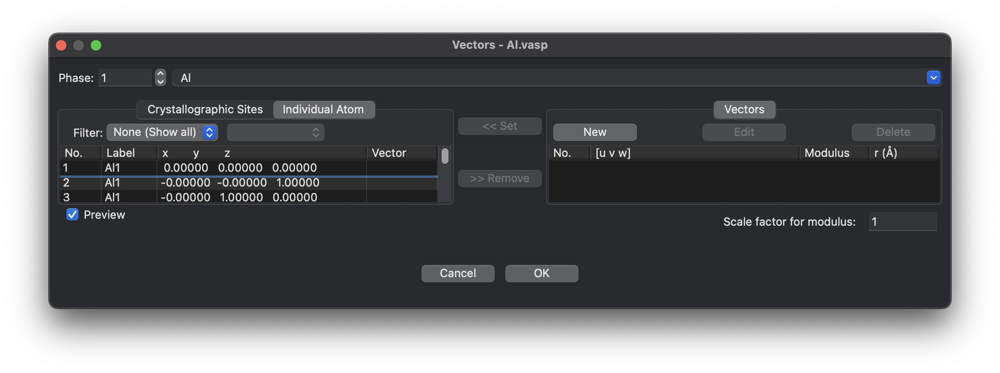 Vectors - Al.vasp
Phase: 1 Al
Crystallographic Sites Individual Atom
Filter: None (Show all)
No. Label x y z Vector
1 Al1 0.00000 0.00000 0.00000
2 Al1 -0.00000 -0.00000 1.00000
3 Al1 -0.00000 1.00000 0.00000
Preview
<< Set
>> Remove
Vectors
New Edit Delete
No. [u v w] Modulus r (Å)
Scale factor for modulus: 1
Cancel OK